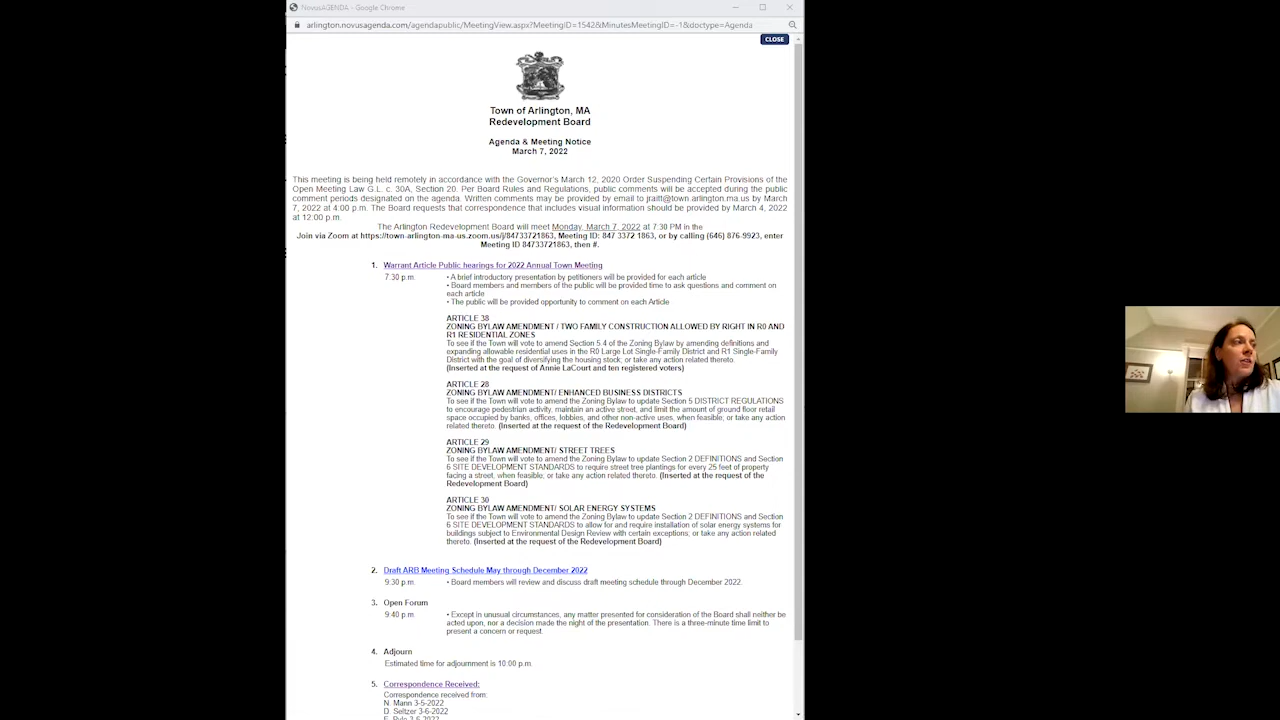 NovusAGENDA - Google Chrome
arlington.novusagenda.com/agendapublic/MeetingView.aspx?MeetingID=1542&MinutesMeetingID=-1&doctype=Agenda
CLOSE
Town of Arlington, MA
Redevelopment Board
Agenda & Meeting Notice
March 7, 2022
This meeting is being held remotely in accordance with the Governor's March 12, 2020 Order Suspending Certain Provisions of the
Open Meeting Law G.L. c. 30A, Section 20. Per Board Rules and Regulations, public comments will be accepted during the public
comment periods designated on the agenda. Written comments may be provided by email to jraitt@town.arlington.ma.us by March
7, 2022 at 4:00 p.m. The Board requests that correspondence that includes visual information should be provided by March 4, 2022
at 12:00 p.m.
The Arlington Redevelopment Board will meet Monday, March 7, 2022 at 7:30 PM in the
Join via Zoom at https://town-arlington-ma-us.zoom.us/j/84733721863, Meeting ID: 847 3372 1863, or by calling (646) 876-9923, enter
Meeting ID 84733721863, then #.
1. Warrant Article Public hearings for 2022 Annual Town Meeting
7:30 p.m. • A brief introductory presentation by petitioners will be provided for each article
• Board members and members of the public will be provided time to ask questions and comment on
each article
• The public will be provided opportunity to comment on each Article
ARTICLE 38
ZONING BYLAW AMENDMENT / TWO FAMILY CONSTRUCTION ALLOWED BY RIGHT IN R0 AND
R1 RESIDENTIAL ZONES
To see if the Town will vote to amend Section 5.4 of the Zoning Bylaw by amending definitions and
expanding allowable residential uses in the R0 Large Lot Single-Family District and R1 Single-Family
District with the goal of diversifying the housing stock; or take any action related thereto.
(Inserted at the request of Annie LaCourt and ten registered voters)
ARTICLE 28
ZONING BYLAW AMENDMENT/ ENHANCED BUSINESS DISTRICTS
To see if the Town will vote to amend the Zoning Bylaw to update Section 5 DISTRICT REGULATIONS
to encourage pedestrian activity, maintain an active street, and limit the amount of ground floor retail
space occupied by banks, offices, lobbies, and other non-active uses, when feasible; or take any action
related thereto. (Inserted at the request of the Redevelopment Board)
ARTICLE 29
ZONING BYLAW AMENDMENT/ STREET TREES
To see if the Town will vote to amend the Zoning Bylaw to update Section 2 DEFINITIONS and Section
6 SITE DEVELOPMENT STANDARDS to require street tree plantings for every 25 feet of property
facing a street, when feasible; or take any action related thereto. (Inserted at the request of the
Redevelopment Board)
ARTICLE 30
ZONING BYLAW AMENDMENT/ SOLAR ENERGY SYSTEMS
To see if the Town will vote to amend the Zoning Bylaw to update Section 2 DEFINITIONS and Section
6 SITE DEVELOPMENT STANDARDS to allow for and require installation of solar energy systems for
buildings subject to Environmental Design Review with certain exceptions; or take any action related
thereto. (Inserted at the request of the Redevelopment Board)
2. Draft ARB Meeting Schedule May through December 2022
9:30 p.m. • Board members will review and discuss draft meeting schedule through December 2022.
3. Open Forum
9:40 p.m. • Except in unusual circumstances, any matter presented for consideration of the Board shall neither be
acted upon, nor a decision made the night of the presentation. There is a three-minute time limit to
present a concern or request.
4. Adjourn
Estimated time for adjournment is 10:00 p.m.
5. Correspondence Received:
Correspondence received from:
N. Mann 3-5-2022
D. Seltzer 3-6-2022